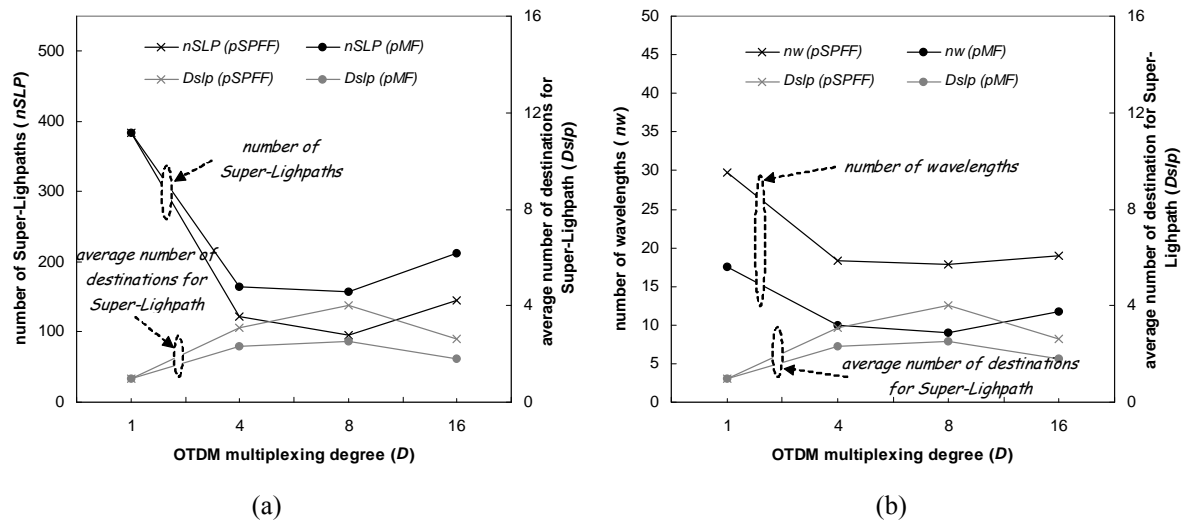 number of Super-Lighpaths ( nSLP)
500
400
300
200
100
0
nSLP (pSPFF)
nSLP (pMF)
Dslp (pSPFF)
Dslp (pMF)
number of
Super-Lighpaths
average number of
destinations for
Super-Lighpath
16
12
8
4
0
average number of destinations for
Super-Lighpath (Dslp)
1
4
8
16
OTDM multiplexing degree (D)
(a)
number of wavelengths ( nw)
50
45
40
35
30
25
20
15
10
5
0
nw (pSPFF)
nw (pMF)
Dslp (pSPFF)
Dslp (pMF)
number of wavelengths
average number of destinations
for Super-Lighpath
16
12
8
4
0
average number of destination for Super-
Lighpath (Dslp)
1
4
8
16
OTDM multiplexing degree (D)
(b)